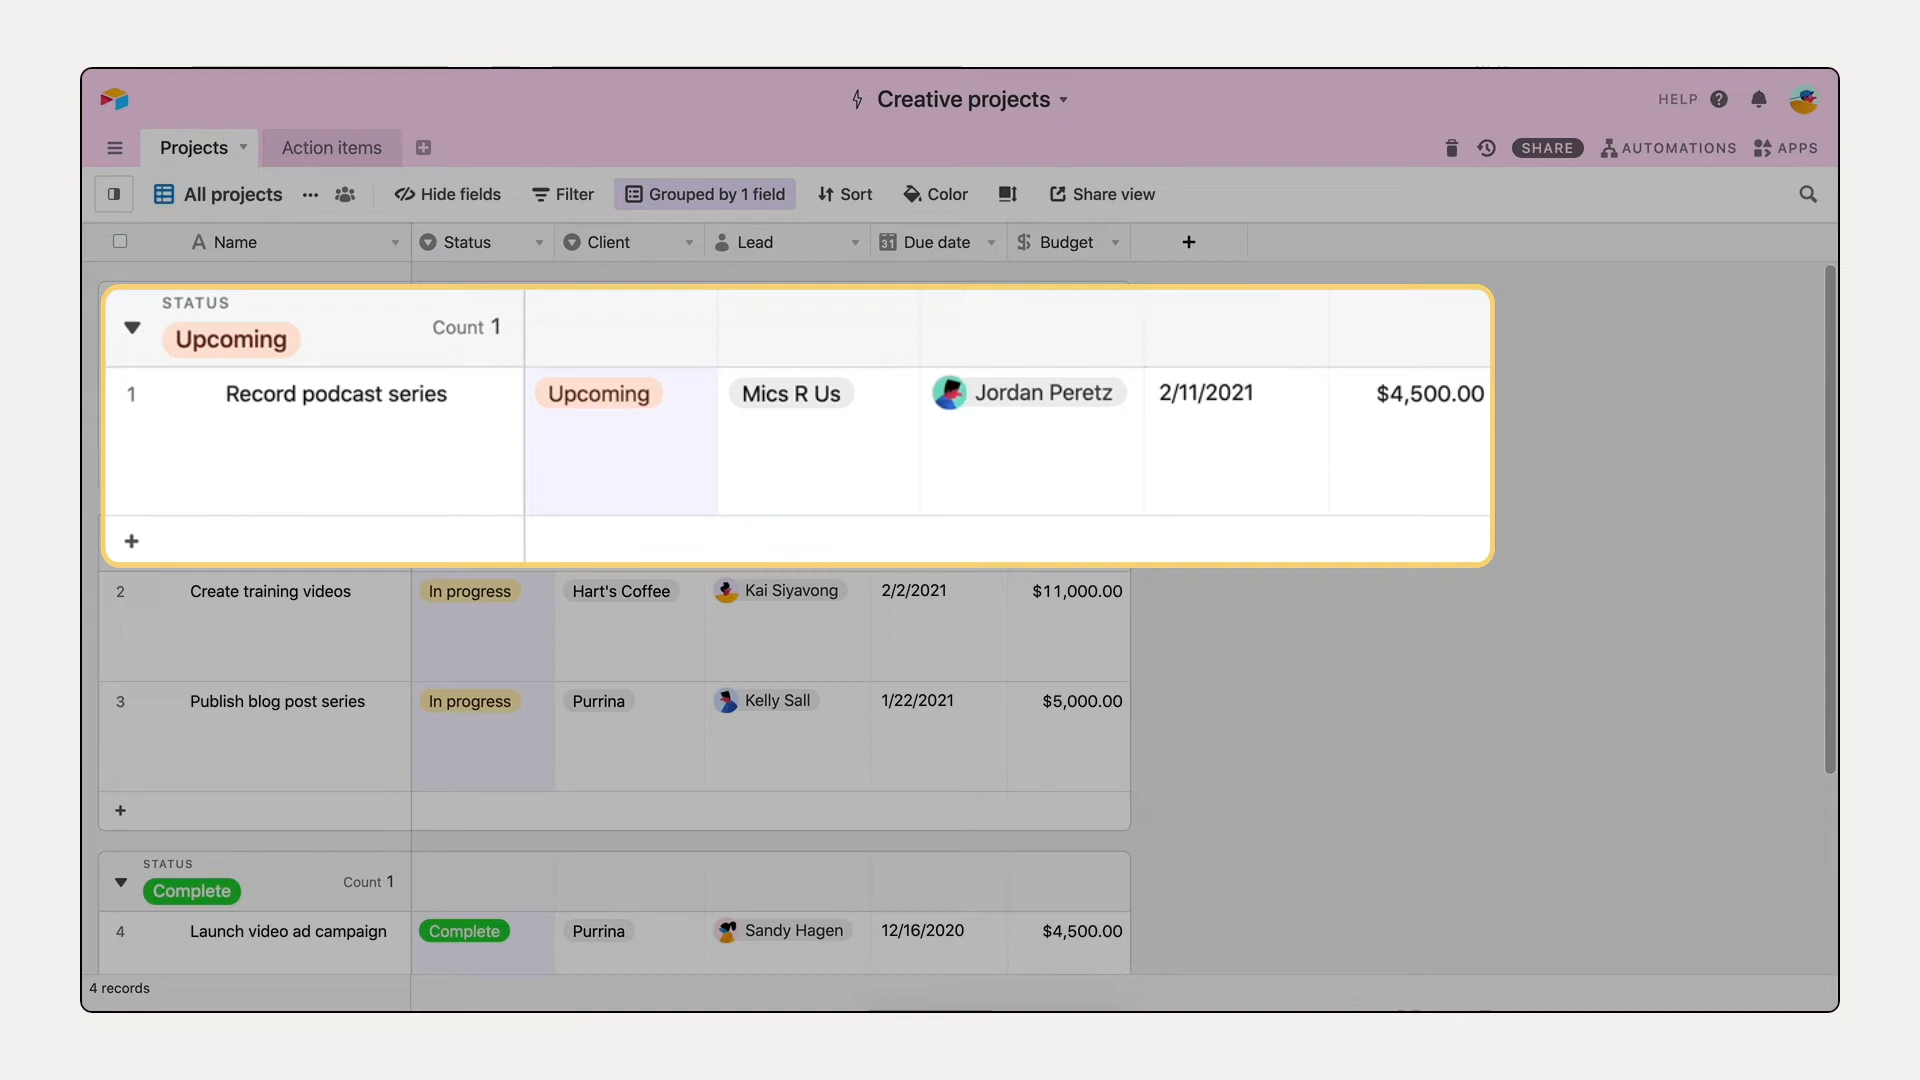 Creative projects
HELP
Projects
Action items
SHARE
AUTOMATIONS
APPS
All projects
Hide fields
Filter
Grouped by 1 field
Sort
Color
Share view
Name
Status
Client
Lead
31 Due date
Budget
STATUS
Upcoming
Count 1
1 Record podcast series Upcoming Mics R Us Jordan Peretz 2/11/2021 $4,500.00
+
2 Create training videos In progress Hart's Coffee Kai Siyavong 2/2/2021 $11,000.00
3 Publish blog post series In progress Purrina Kelly Sall 1/22/2021 $5,000.00
+
STATUS
Complete
Count 1
4 Launch video ad campaign Complete Purrina Sandy Hagen 12/16/2020 $4,500.00
4 records